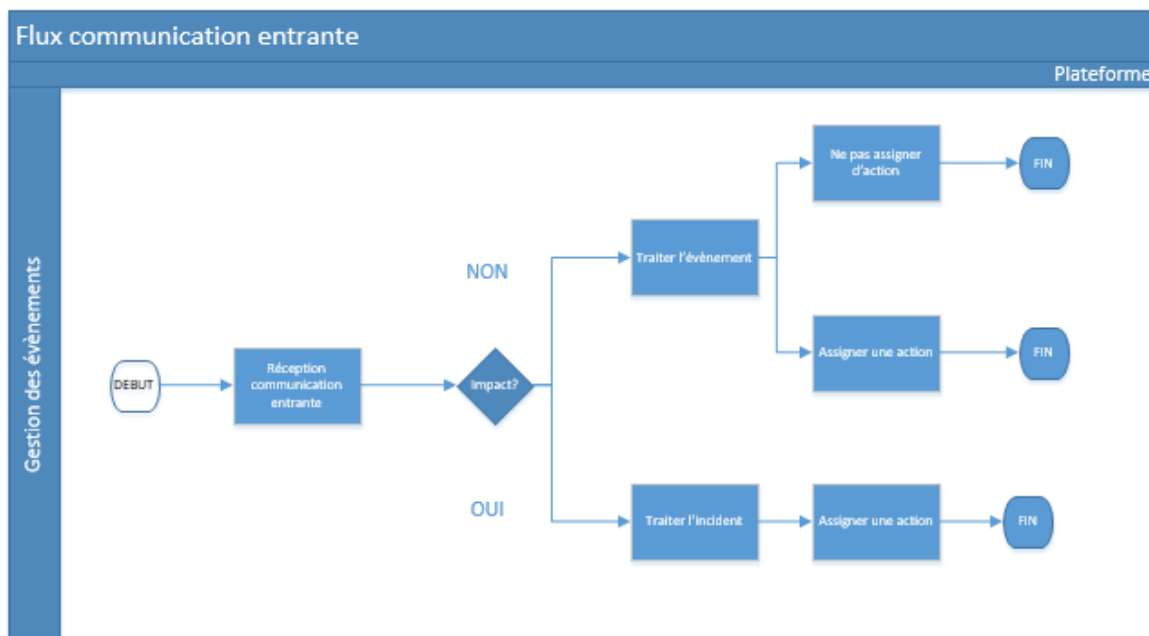 Flux communication entrante
Plateforme
Gestion des évènements
DEBUT
Réception
communication
entrante
Impact?
NON
OUI
Traiter l'évènement
Ne pas assigner
d'action
FIN
Assigner une action
FIN
Traiter l'incident
Assigner une action
FIN